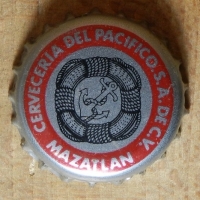 CERVECERIA DEL PACIFICO. S.A. DE C.V.
MAZATLAN